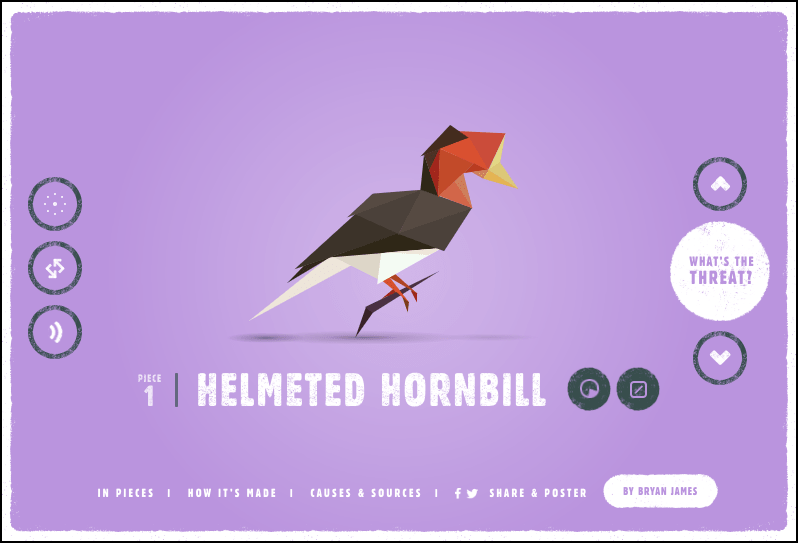 WHAT'S THE
THREAT?
PIECE
1
HELMETED HORNBILL
IN PIECES | HOW IT'S MADE | CAUSES & SOURCES | SHARE & POSTER
BY BRYAN JAMES